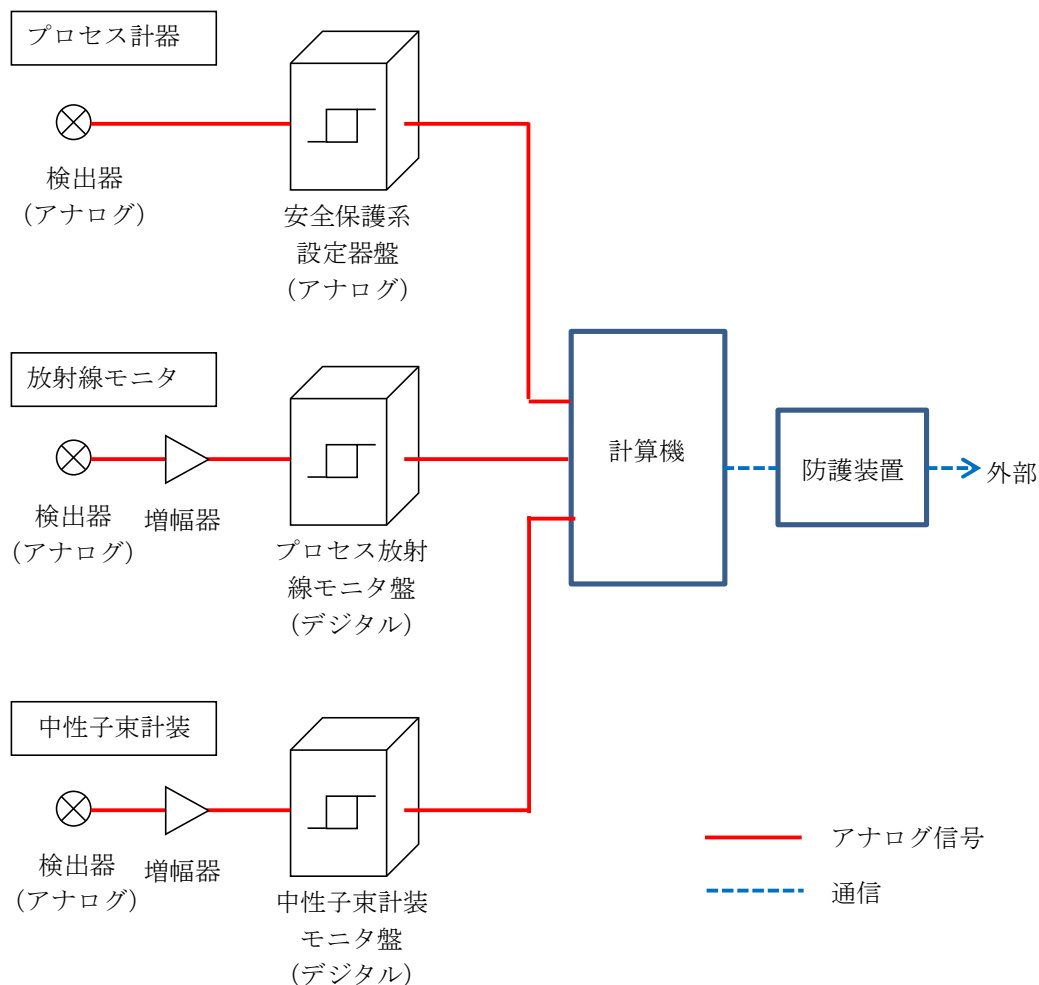 プロセス計器
検出器
(アナログ)
安全保護系
設定器盤
(アナログ)
放射線モニタ
検出器
(アナログ)
増幅器
プロセス放射
線モニタ盤
(デジタル)
中性子束計装
検出器
(アナログ)
増幅器
中性子束計装
モニタ盤
(デジタル)
計算機
防護装置
外部
アナログ信号
通信